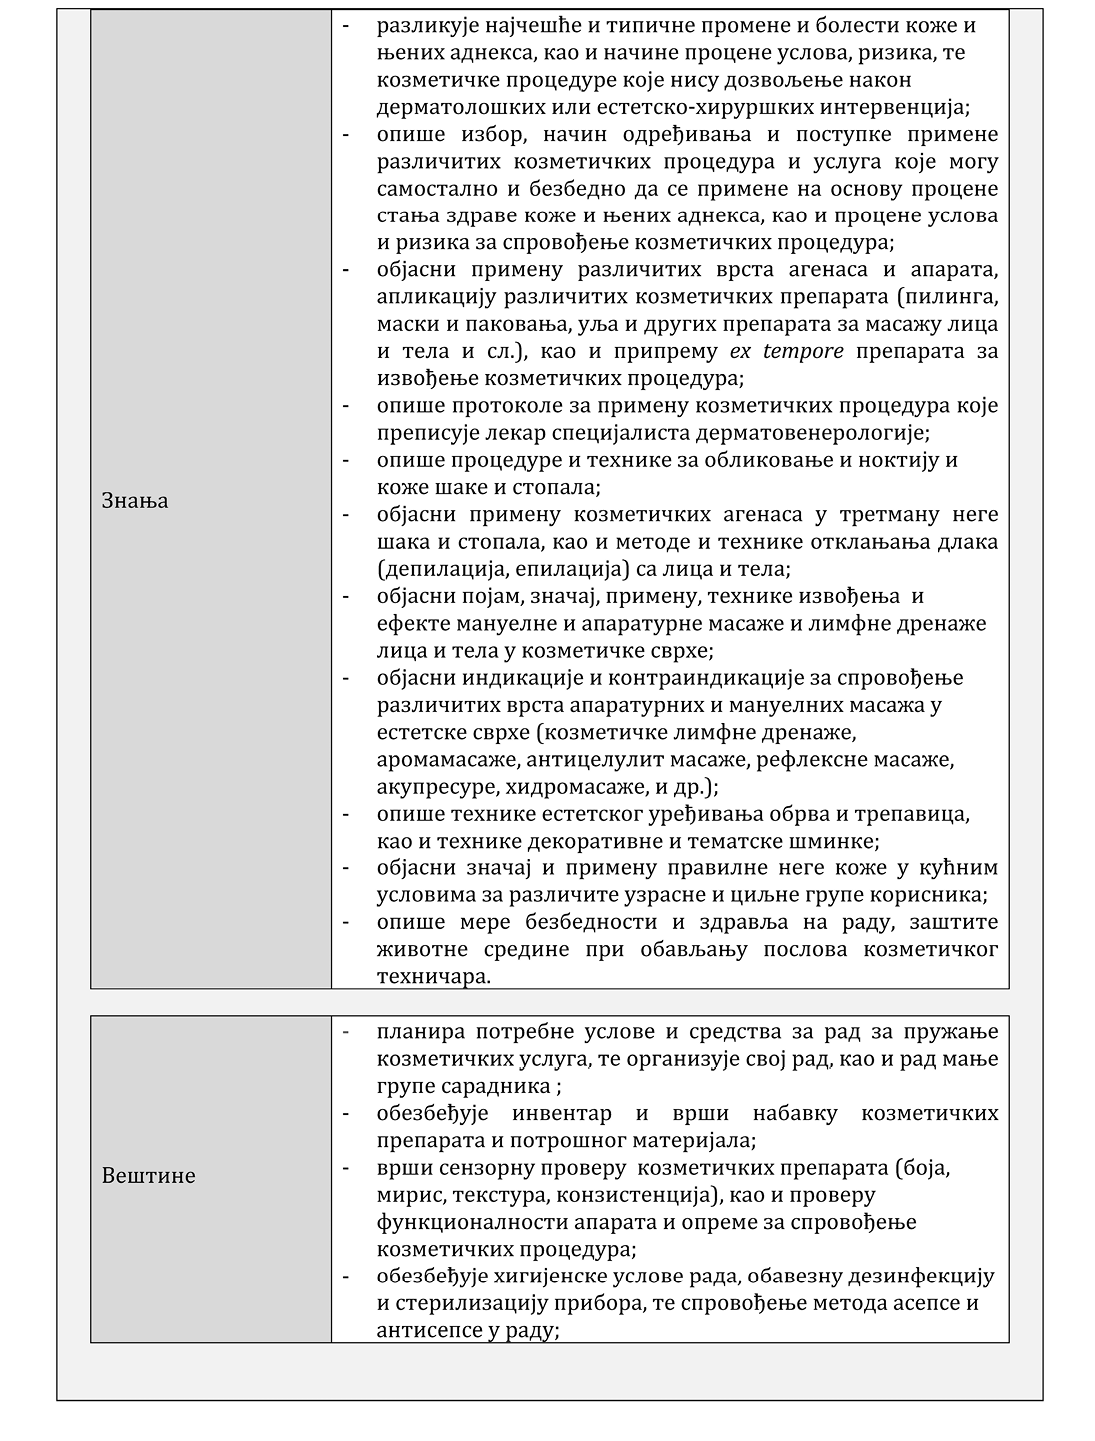 - разликује најчешће и типичне промене и болести коже и
њених аднекса, као и начине процене услова, ризика, те
козметичке процедуре које нису дозвољење након
дерматолошких или естетско-хируршких интервенција;
- опише избор, начин одређивања и поступке примене
различитих козметичких процедура и услуга које могу
самостално и безбедно да се примене на основу процене
стања здраве коже и њених аднекса, као и процене услова
и ризика за спровођење козметичких процедура;
- објасни примену различитих врста агенаса и апарата,
апликацију различитих козметичких препарата (пилинга,
маски и паковања, уља и других препарата за масажу лица
и тела и сл.), као и припрему ex tempore препарата за
извођење козметичких процедура;
- опише протоколе за примену козметичких процедура које
преписује лекар специјалиста дерматовенерологије;
- опише процедуре и технике за обликовање и ноктију и
коже шаке и стопала;
Знања
- објасни примену козметичких агенаса у третману неге
шака и стопала, као и методе и технике отклањања длака
(депилација, епилација) са лица и тела;
- објасни појам, значај, примену, технике извођења и
ефекте мануелне и апаратурне масаже и лимфне дренаже
лица и тела у козметичке сврхе;
- објасни индикације и контраиндикације за спровођење
различитих врста апаратурних и мануелних масажа у
естетске сврхе (козметичке лимфне дренаже,
аромамасаже, антицелулит масаже, рефлексне масаже,
акупресуре, хидромасаже, и др.);
- опише технике естетског уређивања обрва и трепавица,
као и технике декоративне и тематске шминке;
- објасни значај и примену правилне неге коже у кућним
условима за различите узрасне и циљне групе корисника;
- опише мере безбедности и здравља на раду, заштите
животне средине при обављању послова козметичког
техничара.
- планира потребне услове и средства за рад за пружање
козметичких услуга, те организује свој рад, као и рад мање
групе сарадника ;
- обезбеђује инвентар и врши набавку козметичких
препарата и потрошног материјала;
- врши сензорну проверу козметичких препарата (боја,
Вештине
мирис, текстура, конзистенција), као и проверу
функционалности апарата и опреме за спровођење
козметичких процедура;
- обезбеђује хигијенске услове рада, обавезну дезинфекцију
и стерилизацију прибора, те спровођење метода асепсе и
антисепсе у раду;